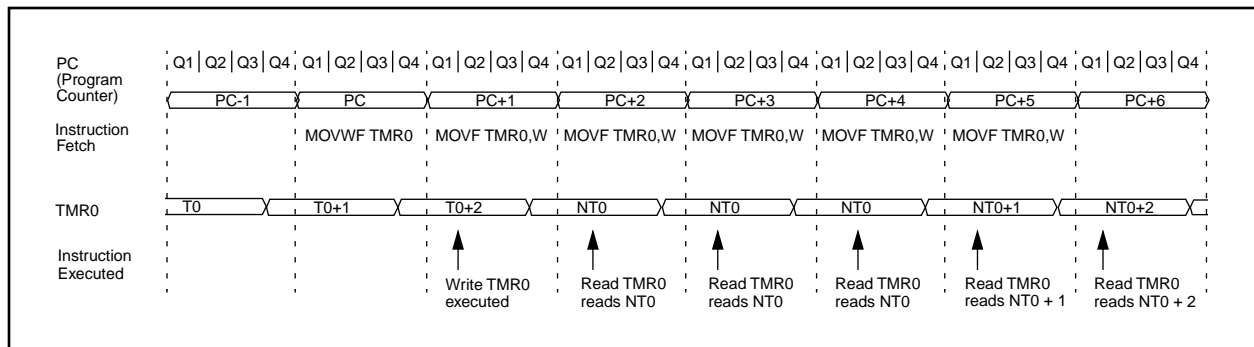 PC
(Program
Counter)
Q1 Q2 Q3 Q4 Q1 Q2 Q3 Q4 Q1 Q2 Q3 Q4 Q1 Q2 Q3 Q4 Q1 Q2 Q3 Q4 Q1 Q2 Q3 Q4 Q1 Q2 Q3 Q4 Q1 Q2 Q3 Q4
PC-1 PC PC+1 PC+2 PC+3 PC+4 PC+5 PC+6
Instruction
Fetch
MOVWF TMR0 MOVF TMR0,W MOVF TMR0,W MOVF TMR0,W MOVF TMR0,W MOVF TMR0,W
TMR0
T0 T0+1 T0+2 NT0 NT0 NT0 NT0+1 NT0+2
Instruction
Executed
Write TMR0
executed
Read TMR0
reads NT0
Read TMR0
reads NT0
Read TMR0
reads NT0
Read TMR0
reads NT0 + 1
Read TMR0
reads NT0 + 2